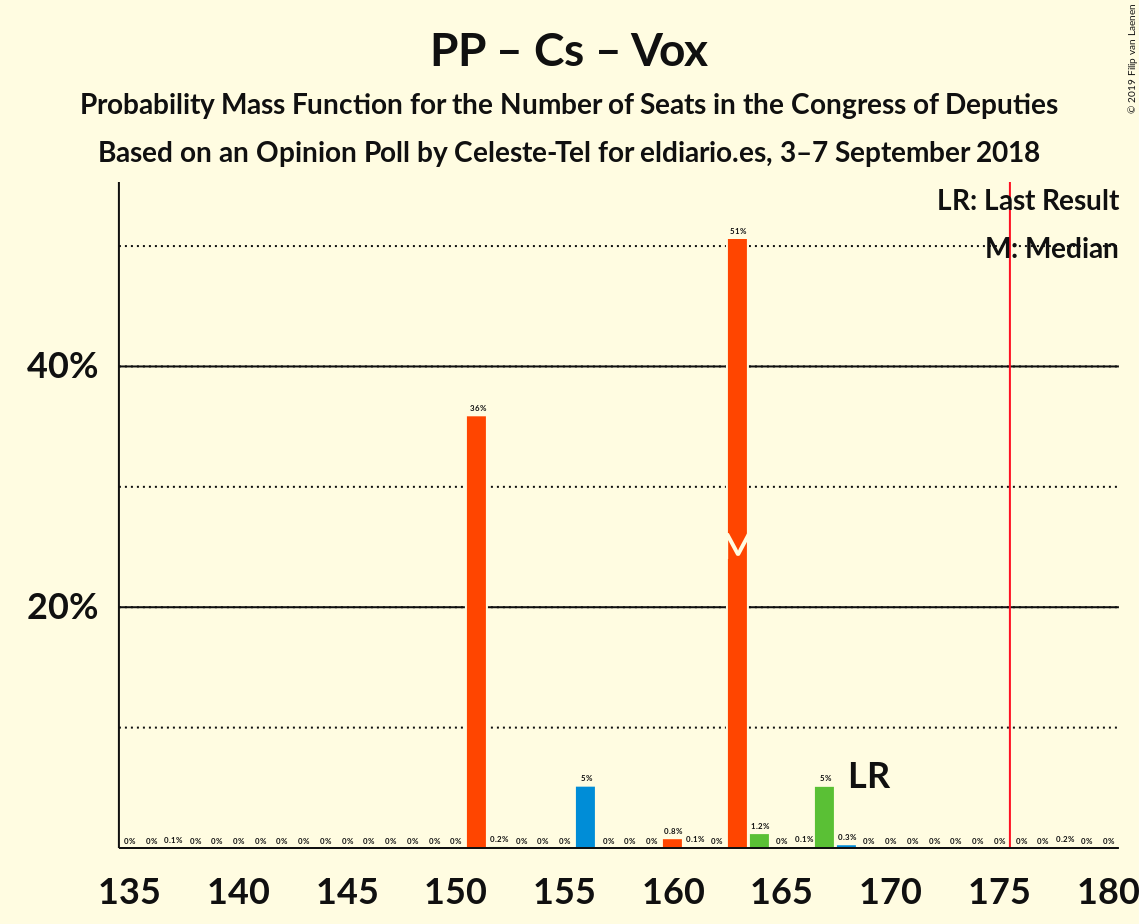 PP – Cs – Vox
Probability Mass Function for the Number of Seats in the Congress of Deputies
Based on an Opinion Poll by Celeste-Tel for eldiario.es, 3–7 September 2018
© 2019 Filip van Laenen
LR: Last Result
M: Median
40%
20%
0% 0% 0.1% 0% 0% 0% 0% 0% 0% 0% 0% 0% 0% 0% 0% 0% 36% 0.2% 0% 0% 0% 5% 0% 0% 0% 0.8% 0.1% 0% 51% 1.2% 0% 0.1% 5% 0.3% 0% 0% 0% 0% 0% 0% 0% 0% 0% 0.2% 0% 0%
LR
135 140 145 150 155 160 165 170 175 180